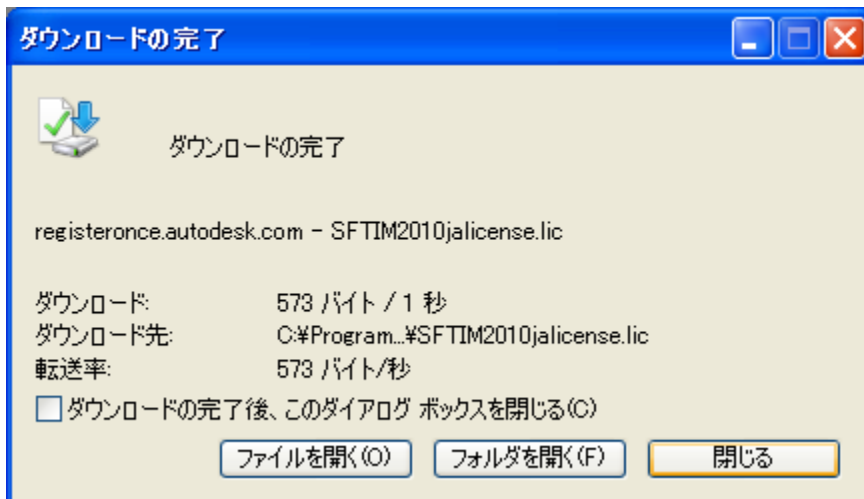 ダウンロードの完了
ダウンロードの完了
registeronce.autodesk.com - SFTIM2010jalicense.lic
ダウンロード: 573 バイト / 1 秒
ダウンロード先: C:¥Program...¥SFTIM2010jalicense.lic
転送率: 573 バイト/秒
ダウンロードの完了後、このダイアログ ボックスを閉じる(C)
ファイルを開く(O) フォルダを開く(F) 閉じる